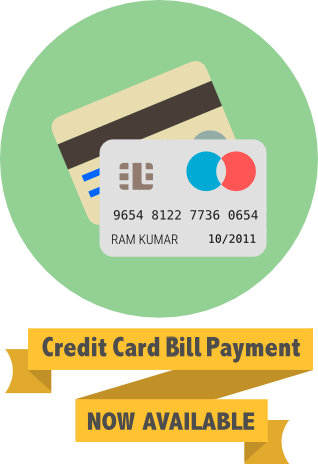 9654 8122 7736 0654
RAM KUMAR 10/2011
Credit Card Bill Payment
NOW AVAILABLE